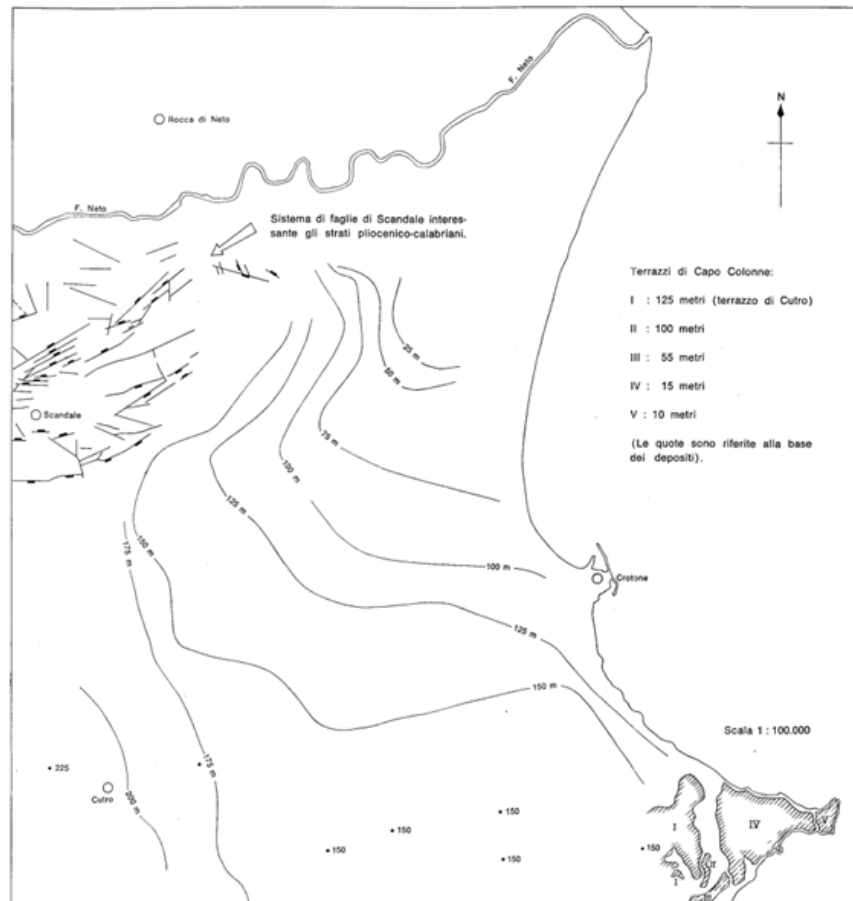 F. Neto
Rocca di Neto
N
F. Neto
Sistema di faglie di Scandale interes-
sante gli strati pliocenico-calabriani.
Terrazzi di Capo Colonne:
I : 125 metri (terrazzo di Cutro)
II : 100 metri
III : 55 metri
IV : 15 metri
V : 10 metri
(Le quote sono riferite alla base
dei depositi).
25 m
50 m
Scandale
75 m
100 m
125 m
150 m
175 m
100 m
Crotone
125 m
150 m
Scala 1 : 100.000
225
175 m
Cutro
200 m
150
150
150
150
150
I
IV
V
I